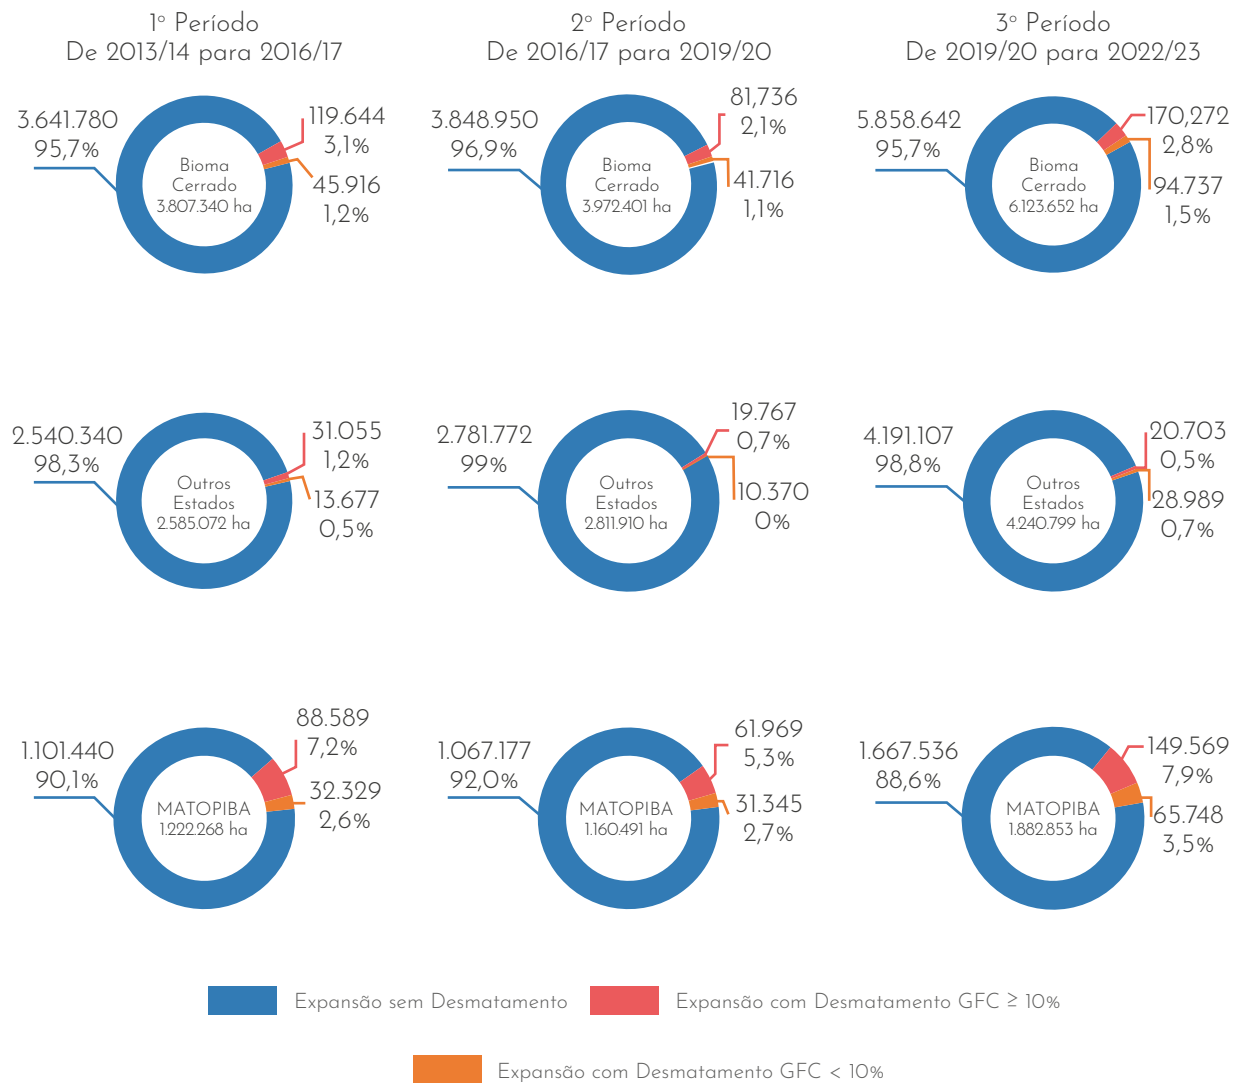 1º Período
De 2013/14 para 2016/17
2º Período
De 2016/17 para 2019/20
3º Período
De 2019/20 para 2022/23
3.641.780
95,7%
119.644
3,1%
45.916
1,2%
Bioma
Cerrado
3.807.340 ha
3.848.950
96,9%
81,736
2,1%
41.716
1,1%
Bioma
Cerrado
3.972.401 ha
5.858.642
95,7%
170,272
2,8%
94.737
1,5%
Bioma
Cerrado
6.123.652 ha
2.540.340
98,3%
31.055
1,2%
13.677
0,5%
Outros
Estados
2.585.072 ha
2.781.772
99%
19.767
0,7%
10.370
0%
Outros
Estados
2.811.910 ha
4.191.107
98,8%
20.703
0,5%
28.989
0,7%
Outros
Estados
4.240.799 ha
1.101.440
90,1%
88.589
7,2%
32.329
2,6%
MATOPIBA
1.222.268 ha
1.067.177
92,0%
61.969
5,3%
31.345
2,7%
MATOPIBA
1.160.491 ha
1.667.536
88,6%
149.569
7,9%
65.748
3,5%
MATOPIBA
1.882.853 ha
Expansão sem Desmatamento
Expansão com Desmatamento GFC ≥ 10%
Expansão com Desmatamento GFC < 10%